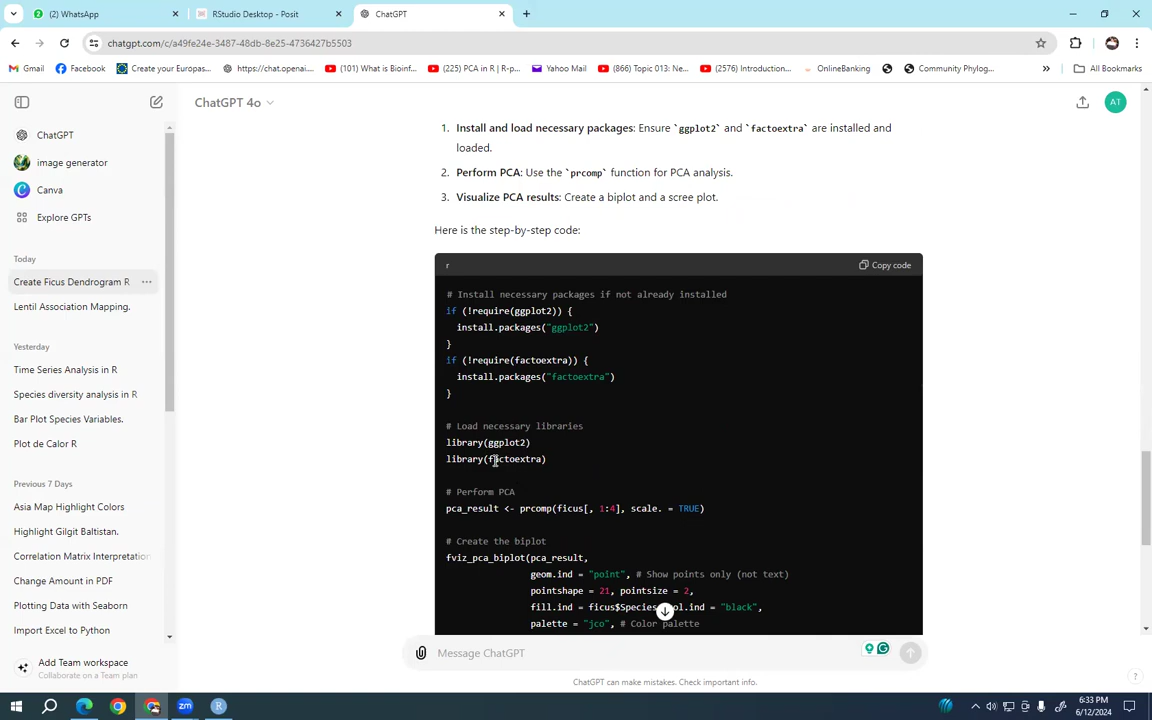 (2) WhatsApp
RStudio Desktop - Posit
ChatGPT
chatgpt.com/c/a49fe24e-3487-48db-8e25-4736427b5503
Gmail
Facebook
Create your Europas...
https://chat.openai....
(101) What is Bioinf...
(225) PCA in R | R-p...
Yahoo Mail
(866) Topic 013: Ne...
(2576) Introduction...
OnlineBanking
Community Phylog...
All Bookmarks
ChatGPT 4o
AT
ChatGPT
image generator
Canva
Explore GPTs
Today
Create Ficus Dendrogram R
Lentil Association Mapping.
Yesterday
Time Series Analysis in R
Species diversity analysis in R
Bar Plot Species Variables.
Plot de Calor R
Previous 7 Days
Asia Map Highlight Colors
Highlight Gilgit Baltistan.
Correlation Matrix Interpretation
Change Amount in PDF
Plotting Data with Seaborn
Import Excel to Python
Add Team workspace
Collaborate on a Team plan
1. Install and load necessary packages: Ensure `ggplot2` and `factoextra` are installed and
loaded.
2. Perform PCA: Use the `prcomp` function for PCA analysis.
3. Visualize PCA results: Create a biplot and a scree plot.
Here is the step-by-step code:
r
Copy code
# Install necessary packages if not already installed
if (!require(ggplot2)) {
install.packages("ggplot2")
}
if (!require(factoextra)) {
install.packages("factoextra")
}
# Load necessary libraries
library(ggplot2)
library(factoextra)
# Perform PCA
pca_result <- prcomp(ficus[, 1:4], scale. = TRUE)
# Create the biplot
fviz_pca_biplot(pca_result,
geom.ind = "point", # Show points only (not text)
pointshape = 21, pointsize = 2,
fill.ind = ficus$Species ol.ind = "black",
palette = "jco", # Color palette
Message ChatGPT
ChatGPT can make mistakes. Check important info.
?
6:33 PM
6/12/2024